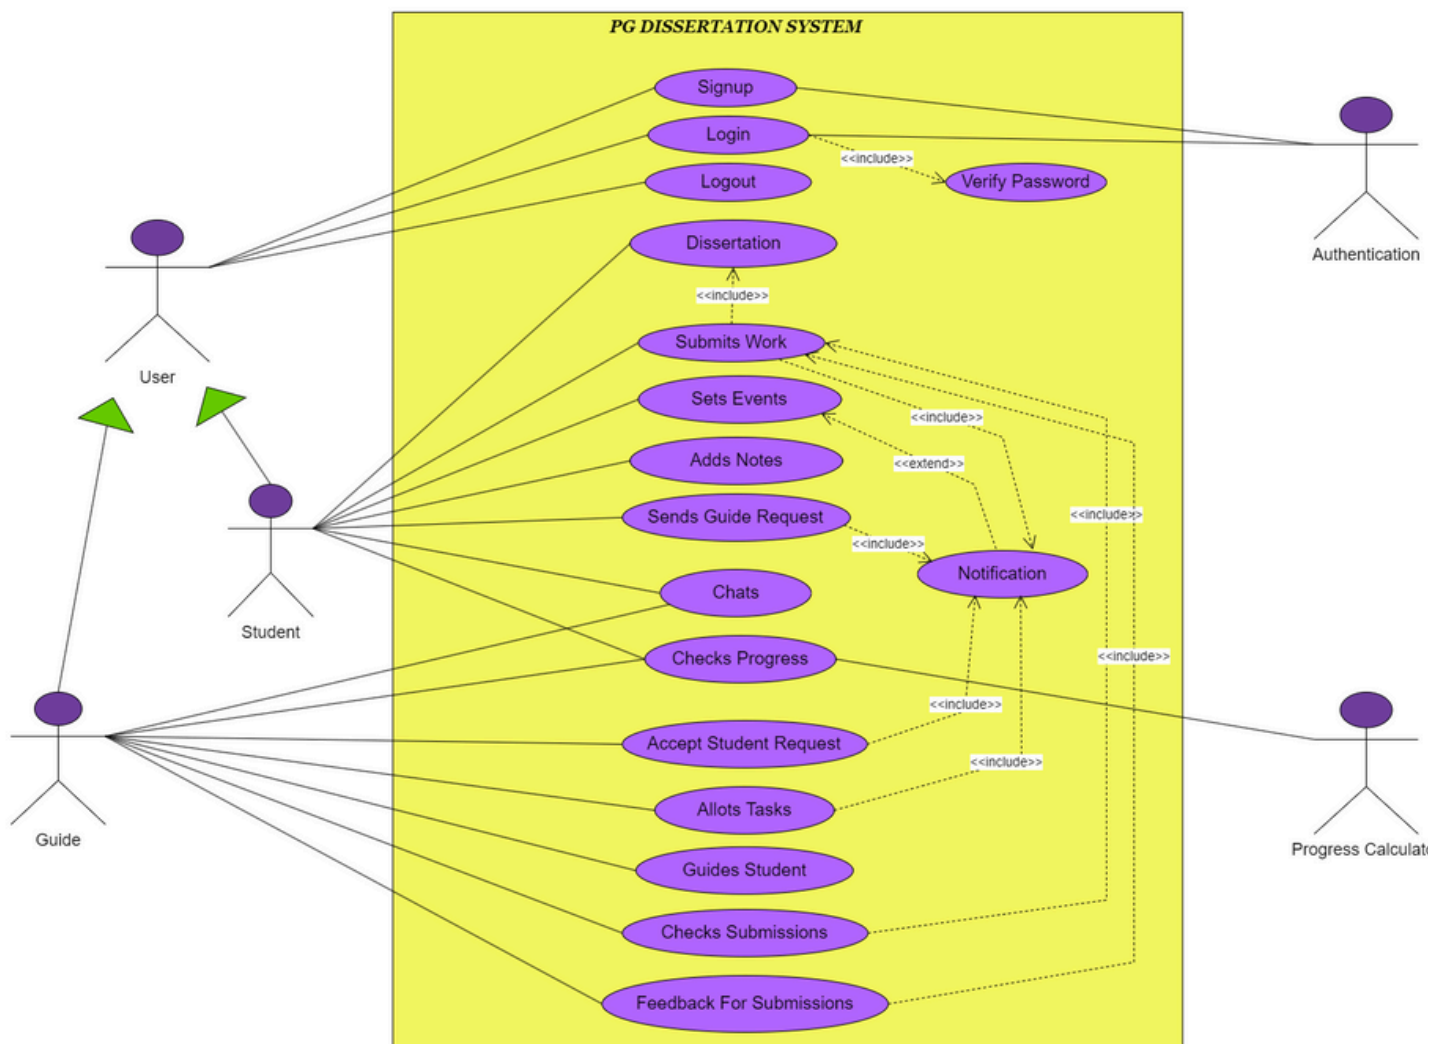 PG DISSERTATION SYSTEM
Signup
Login
<<include>>
Verify Password
Logout
Authentication
Dissertation
<<include>>
User
Submits Work
Sets Events
<<include>>
Adds Notes
<<extend>>
Sends Guide Request
<<include>>
<<include>>
Notification
Chats
Student
Checks Progress
<<include>>
<<include>>
Accept Student Request
<<include>>
Allots Tasks
Guide
Progress Calculat
Guides Student
Checks Submissions
Feedback For Submissions